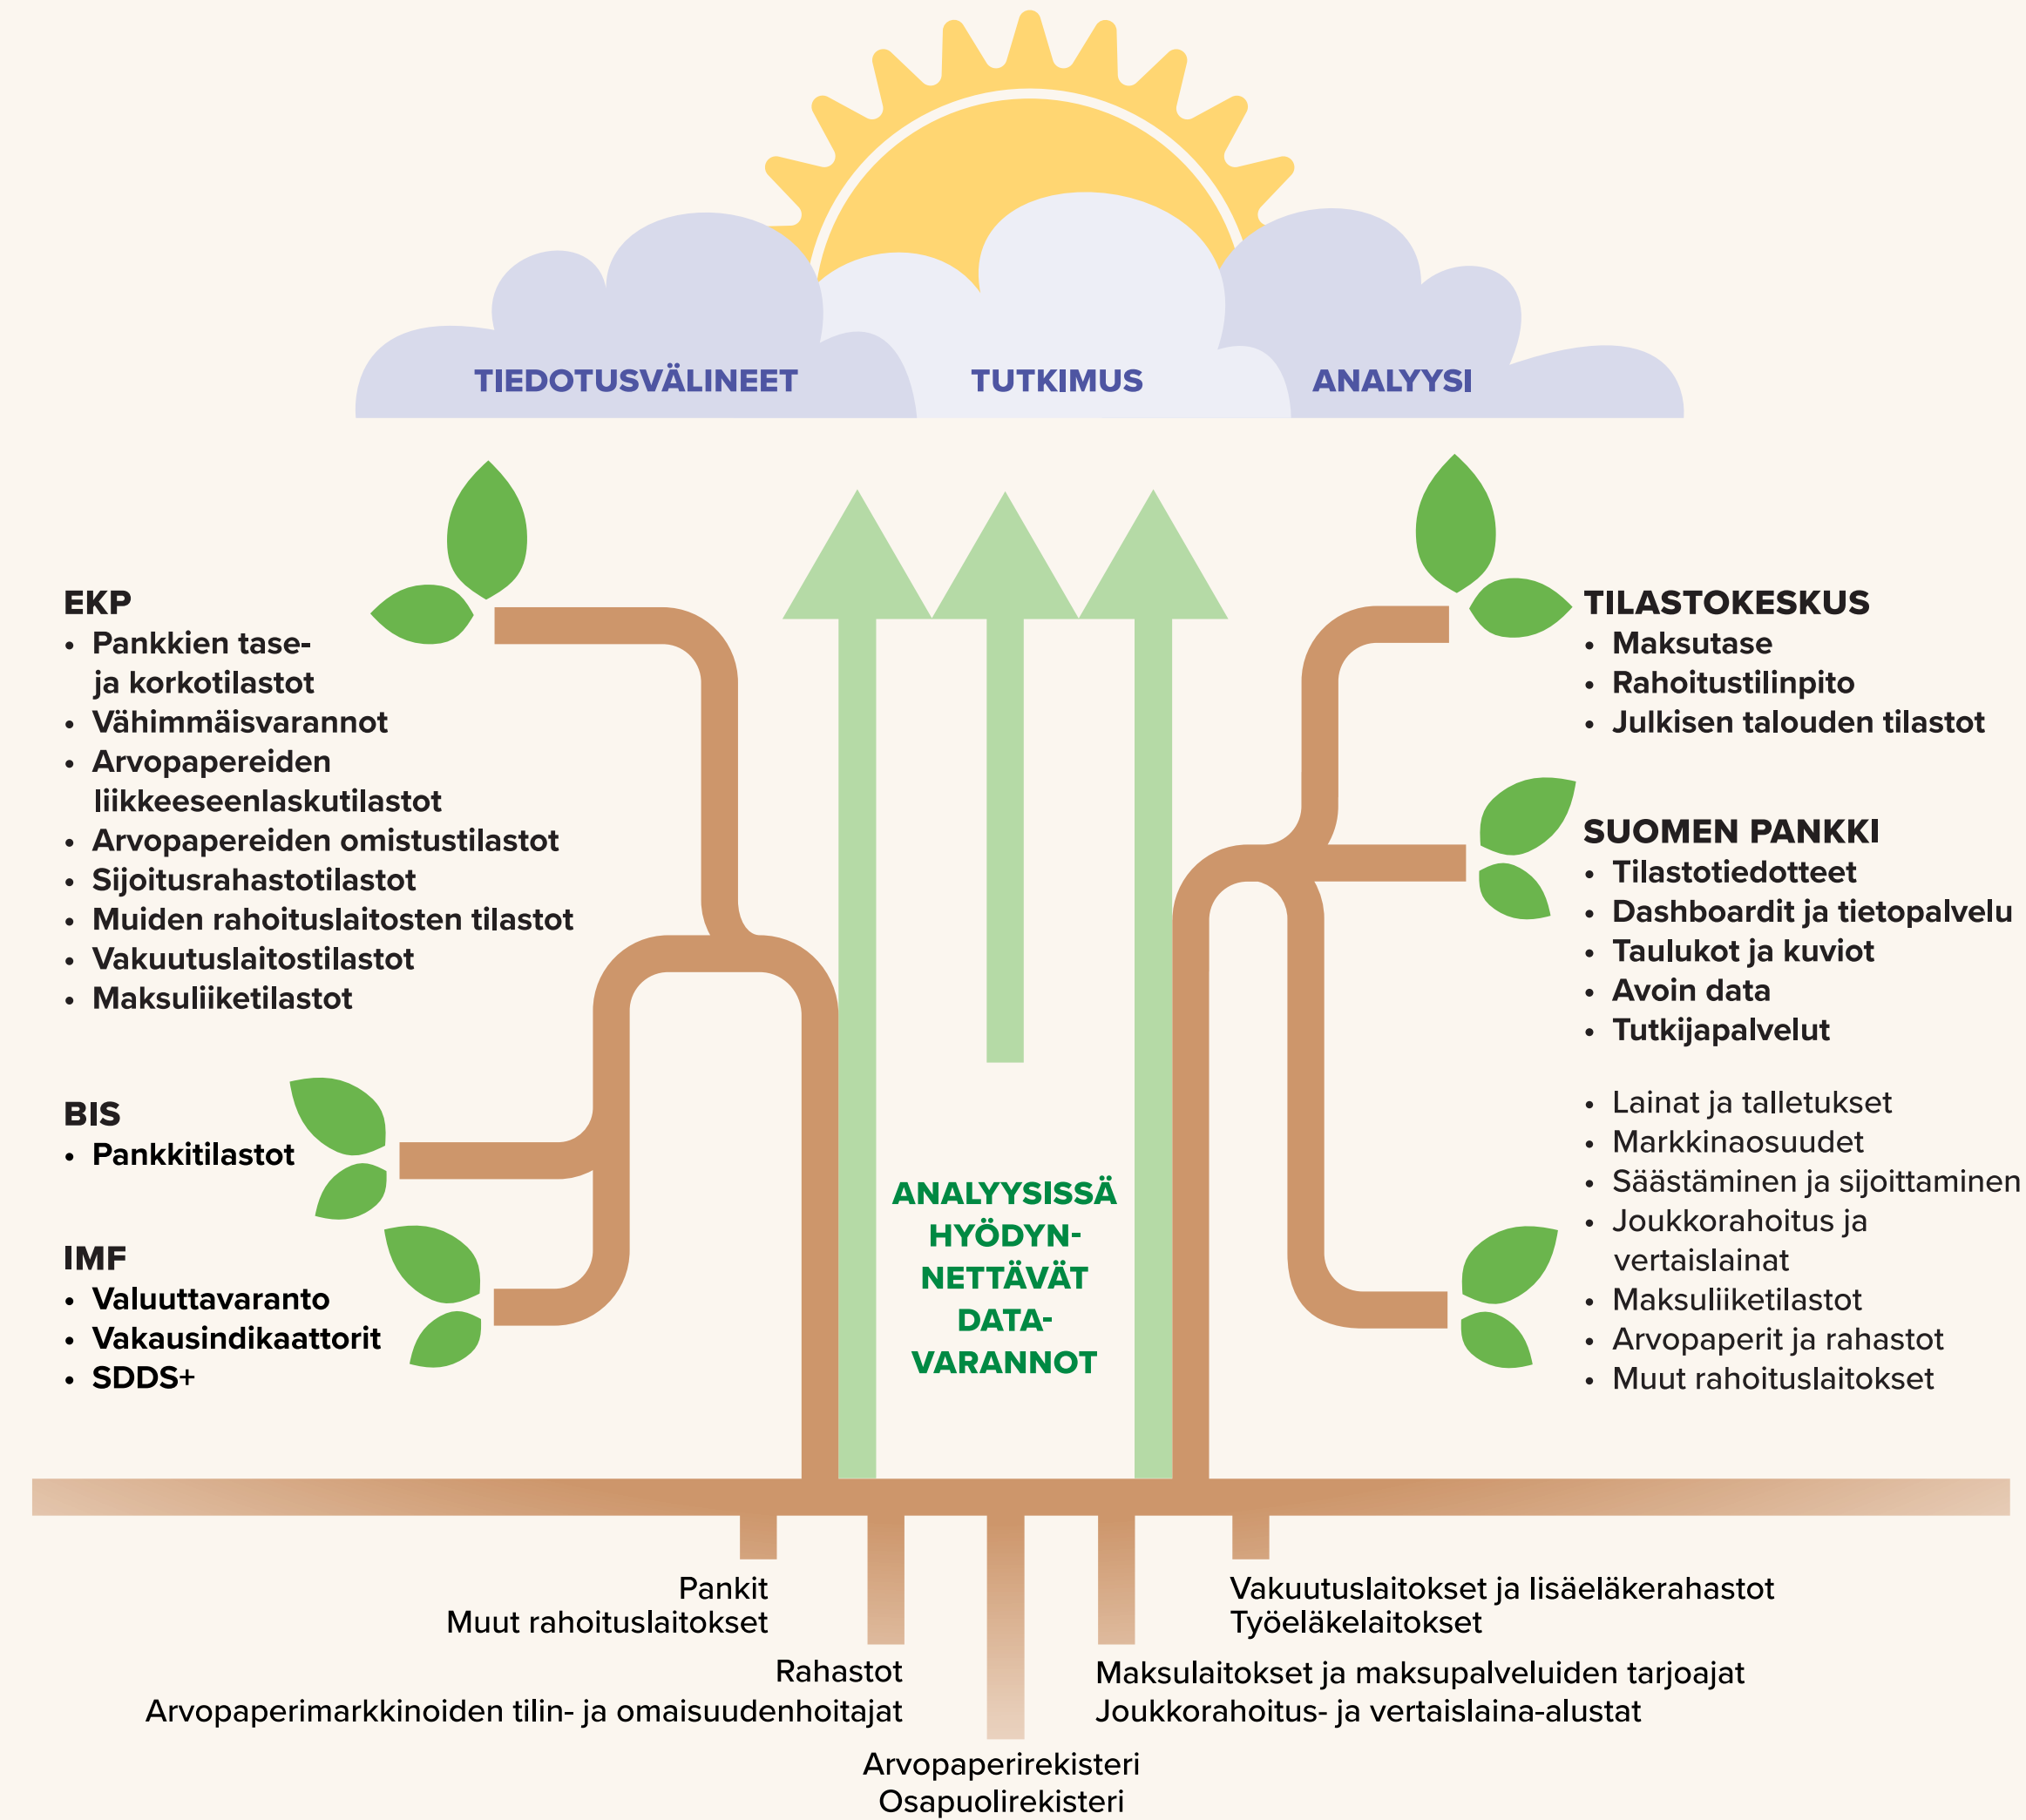 TIEDOTUSVÄLINEET
TUTKIMUS
ANALYYSI
EKP
• Pankkien tase-
ja korkotilastot
• Vähimmäisvarannot
• Arvopapereiden
liikkeeseenlaskutilastot
• Arvopapereiden omistustilastot
• Sijoitusrahastotilastot
• Muiden rahoituslaitosten tilastot
• Vakuutuslaitostilastot
• Maksuliiketilastot
BIS
• Pankkitilastot
IMF
• Valuuttavaranto
• Vakausindikaattorit
• SDDS+
ANALYYSISSÄ
HYÖDYN-
NETTÄVÄT
DATA-
VARANNOT
TILASTOKESKUS
• Maksutase
• Rahoitustilinpito
• Julkisen talouden tilastot
SUOMEN PANKKI
• Tilastotiedotteet
• Dashboardit ja tietopalvelu
• Taulukot ja kuviot
• Avoin data
• Tutkijapalvelut
• Lainat ja talletukset
• Markkinaosuudet
• Säästäminen ja sijoittaminen
• Joukkorahoitus ja
vertaislainat
• Maksuliiketilastot
• Arvopaperit ja rahastot
• Muut rahoituslaitokset
Pankit
Muut rahoituslaitokset
Rahastot
Arvopaperimarkkinoiden tilin- ja omaisuudenhoitajat
Arvopaperirekisteri
Osapuolirekisteri
Vakuutuslaitokset ja lisäeläkerahastot
Työeläkelaitokset
Maksulaitokset ja maksupalveluiden tarjoajat
Joukkorahoitus- ja vertaislaina-alustat